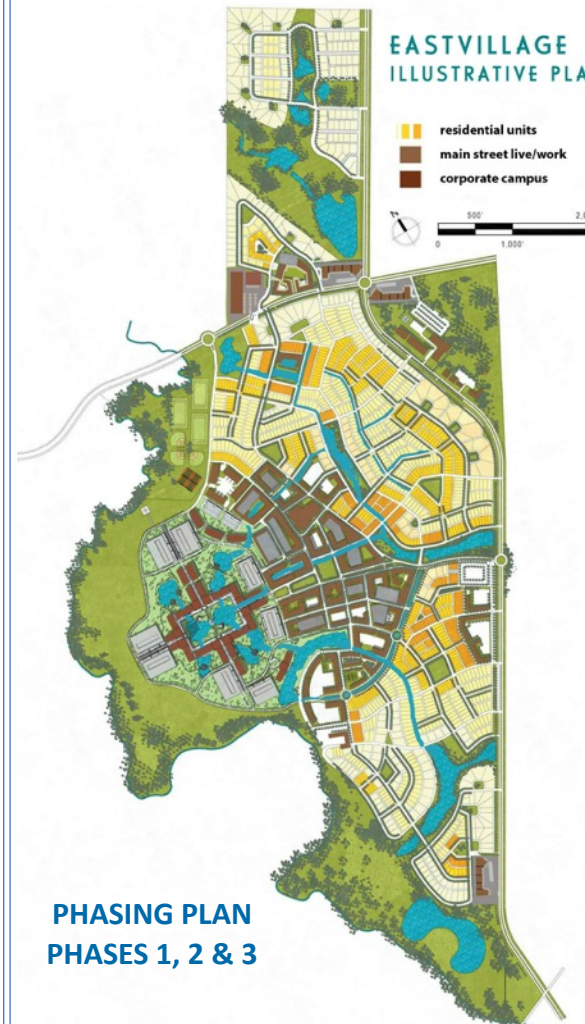 EASTVILLAGE
ILLUSTRATIVE PLA
residential units
main street live/work
corporate campus
500'
0
1,000'
PHASING PLAN
PHASES 1, 2 & 3